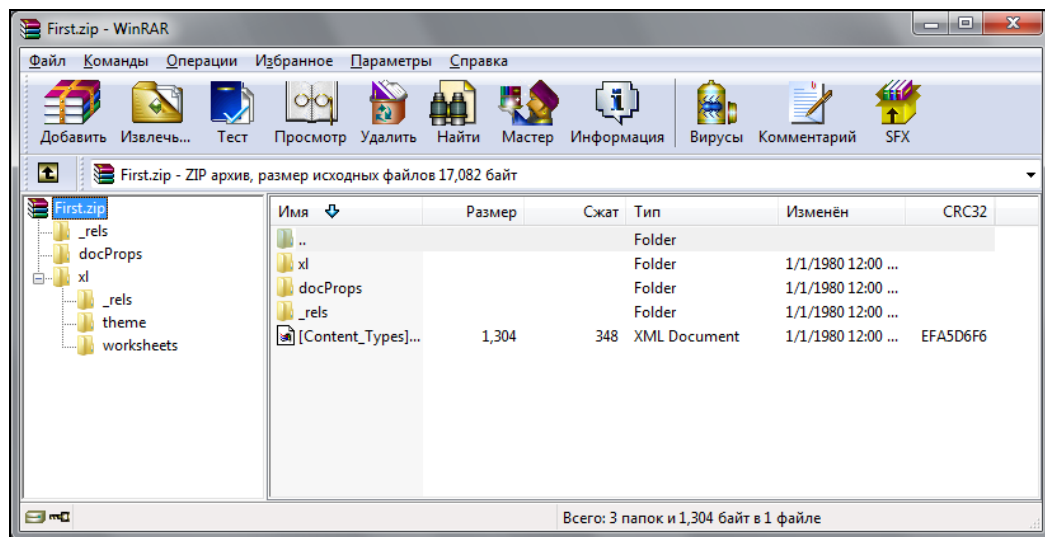 First.zip - WinRAR
Файл Команды Операции Избранное Параметры Справка
Добавить Извлечь... Тест Просмотр Удалить Найти Мастер Информация Вирусы Комментарий SFX
First.zip - ZIP архив, размер исходных файлов 17,082 байт
First.zip
_rels
docProps
xl
_rels
theme
worksheets
Имя Размер Сжат Тип Изменён CRC32
.. Folder
xl Folder 1/1/1980 12:00 ...
docProps Folder 1/1/1980 12:00 ...
_rels Folder 1/1/1980 12:00 ...
[Content_Types]... 1,304 348 XML Document 1/1/1980 12:00 ... EFA5D6F6
Всего: 3 папок и 1,304 байт в 1 файле